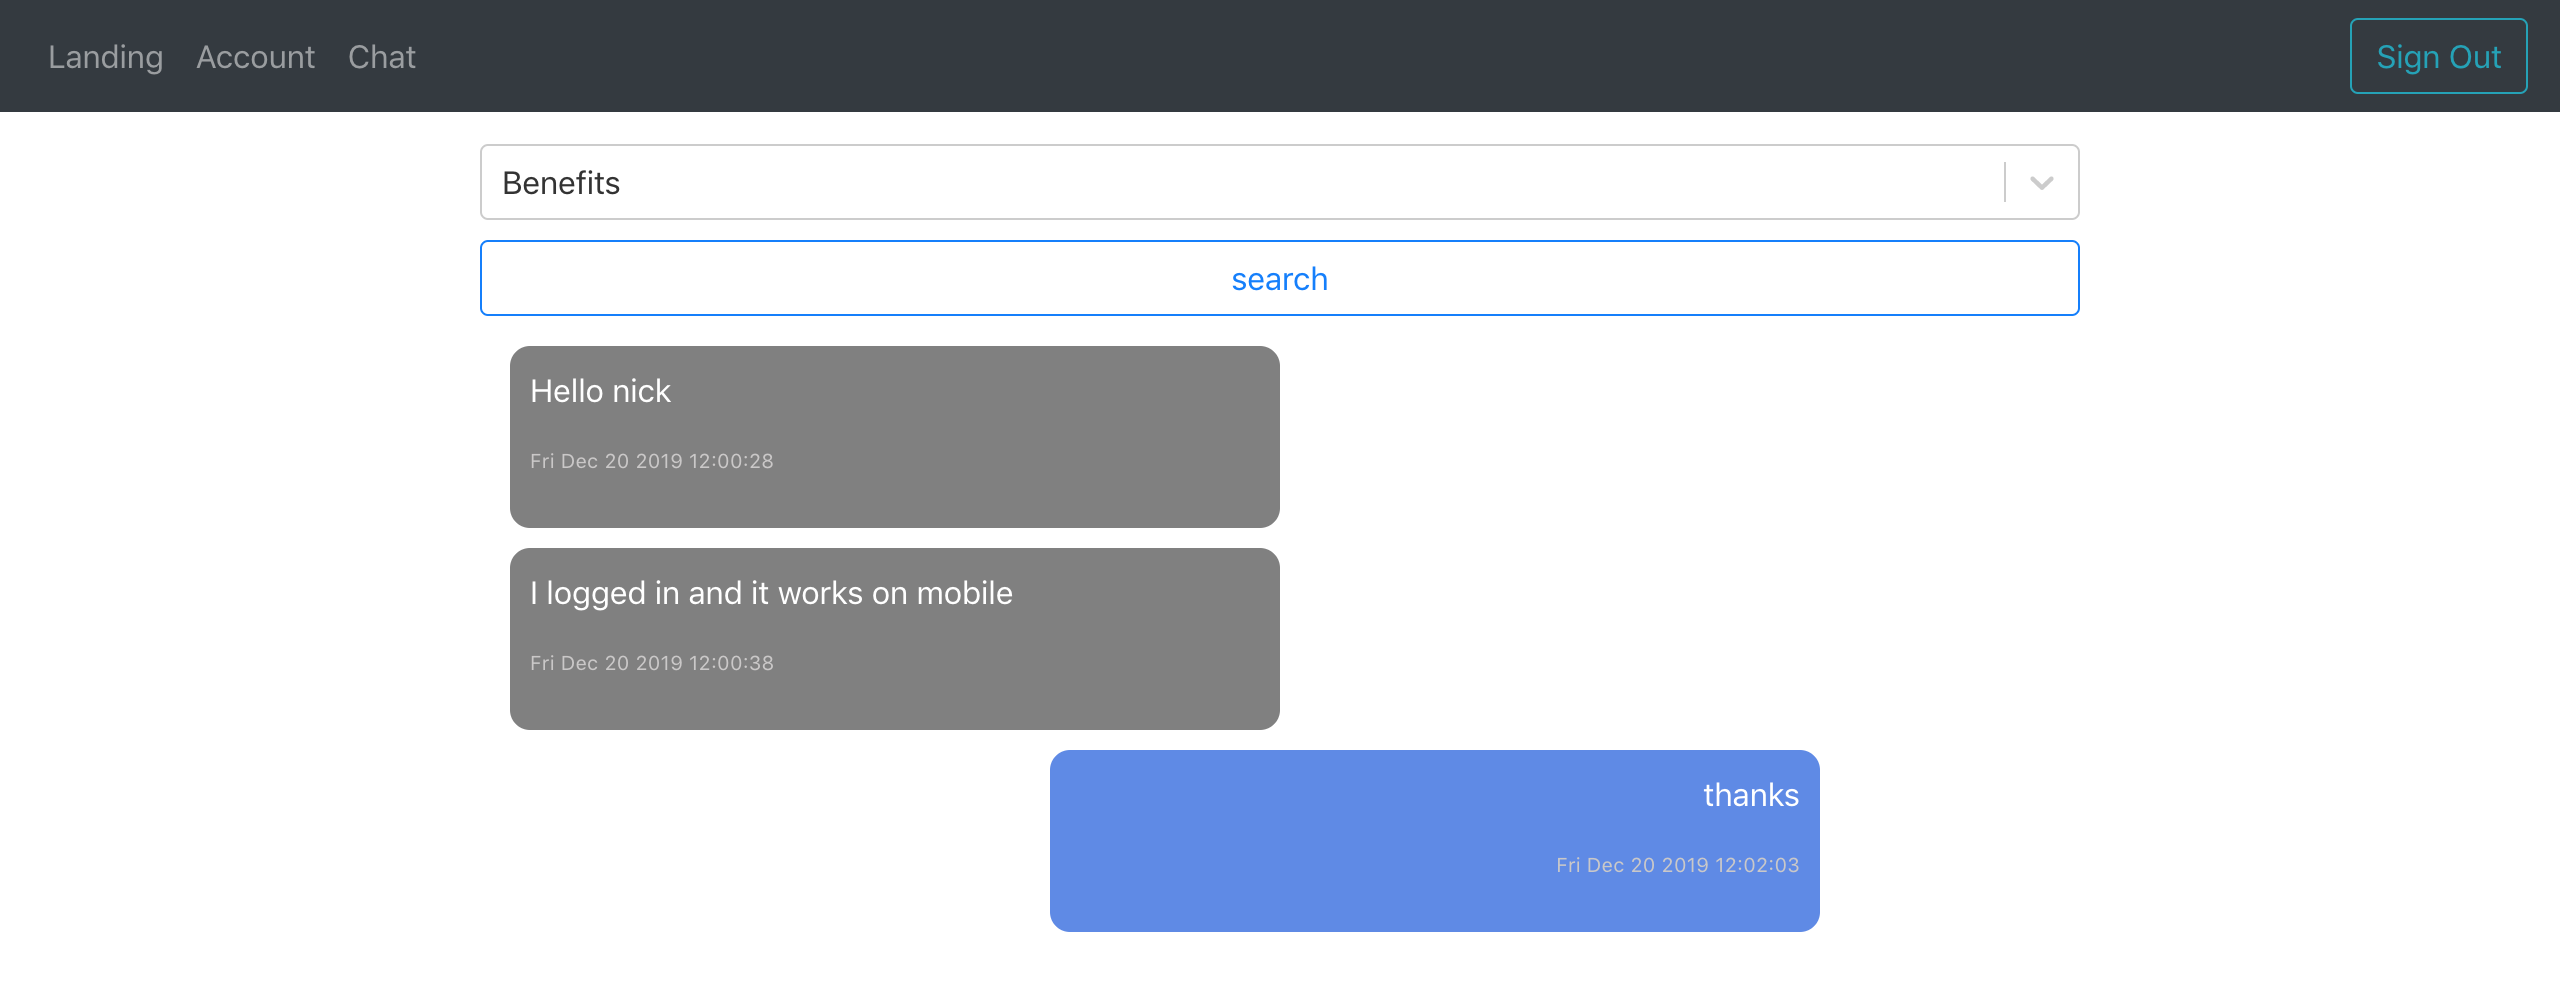 Landing Account Chat Sign Out
Benefits
search
Hello nick
Fri Dec 20 2019 12:00:28
I logged in and it works on mobile
Fri Dec 20 2019 12:00:38
thanks
Fri Dec 20 2019 12:02:03